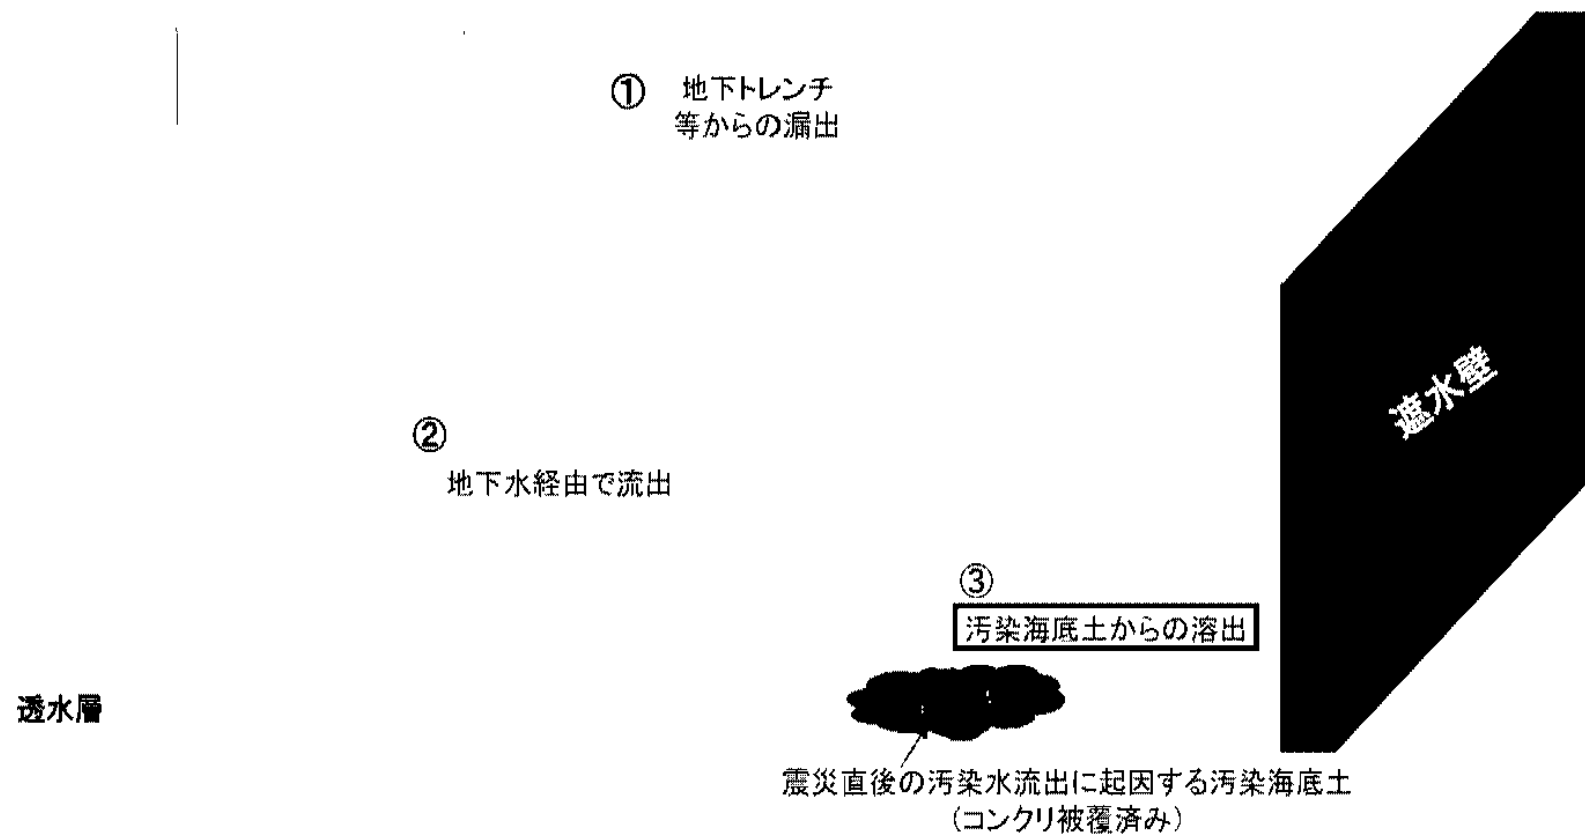 ① 地下トレンチ
等からの漏出
遮水壁
②
地下水経由で流出
③
汚染海底土からの溶出
透水層
震災直後の汚染水流出に起因する汚染海底土
(コンクリ被覆済み)